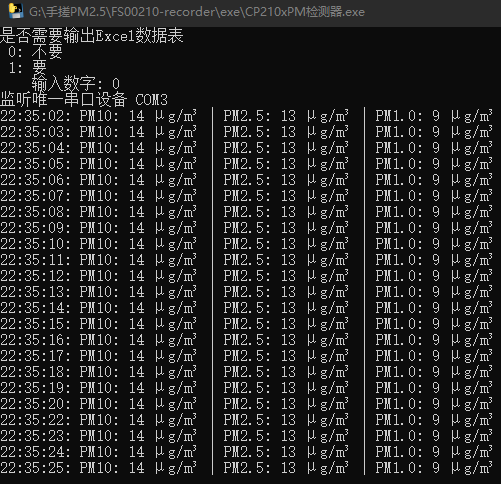 G:\手搓PM2.5\FS00210-recorder\exe\CP210xPM检测器.exe
是否需要输出Excel数据表
0: 不要
1: 要
输入数字: 0
监听唯一串口设备 COM3
22:35:02: PM10: 14 μg/m³ | PM2.5: 13 μg/m³ | PM1.0: 9 μg/m³
22:35:03: PM10: 14 μg/m³ | PM2.5: 13 μg/m³ | PM1.0: 9 μg/m³
22:35:04: PM10: 14 μg/m³ | PM2.5: 13 μg/m³ | PM1.0: 9 μg/m³
22:35:05: PM10: 14 μg/m³ | PM2.5: 13 μg/m³ | PM1.0: 9 μg/m³
22:35:06: PM10: 14 μg/m³ | PM2.5: 13 μg/m³ | PM1.0: 9 μg/m³
22:35:07: PM10: 14 μg/m³ | PM2.5: 13 μg/m³ | PM1.0: 9 μg/m³
22:35:08: PM10: 14 μg/m³ | PM2.5: 13 μg/m³ | PM1.0: 9 μg/m³
22:35:09: PM10: 14 μg/m³ | PM2.5: 13 μg/m³ | PM1.0: 9 μg/m³
22:35:10: PM10: 14 μg/m³ | PM2.5: 13 μg/m³ | PM1.0: 9 μg/m³
22:35:11: PM10: 14 μg/m³ | PM2.5: 13 μg/m³ | PM1.0: 9 μg/m³
22:35:12: PM10: 14 μg/m³ | PM2.5: 13 μg/m³ | PM1.0: 9 μg/m³
22:35:13: PM10: 14 μg/m³ | PM2.5: 13 μg/m³ | PM1.0: 9 μg/m³
22:35:14: PM10: 14 μg/m³ | PM2.5: 13 μg/m³ | PM1.0: 9 μg/m³
22:35:15: PM10: 14 μg/m³ | PM2.5: 13 μg/m³ | PM1.0: 9 μg/m³
22:35:16: PM10: 14 μg/m³ | PM2.5: 13 μg/m³ | PM1.0: 9 μg/m³
22:35:17: PM10: 14 μg/m³ | PM2.5: 13 μg/m³ | PM1.0: 9 μg/m³
22:35:18: PM10: 14 μg/m³ | PM2.5: 13 μg/m³ | PM1.0: 9 μg/m³
22:35:19: PM10: 14 μg/m³ | PM2.5: 13 μg/m³ | PM1.0: 9 μg/m³
22:35:20: PM10: 14 μg/m³ | PM2.5: 13 μg/m³ | PM1.0: 9 μg/m³
22:35:22: PM10: 14 μg/m³ | PM2.5: 13 μg/m³ | PM1.0: 9 μg/m³
22:35:23: PM10: 14 μg/m³ | PM2.5: 13 μg/m³ | PM1.0: 9 μg/m³
22:35:24: PM10: 14 μg/m³ | PM2.5: 13 μg/m³ | PM1.0: 9 μg/m³
22:35:25: PM10: 14 μg/m³ | PM2.5: 13 μg/m³ | PM1.0: 9 μg/m³